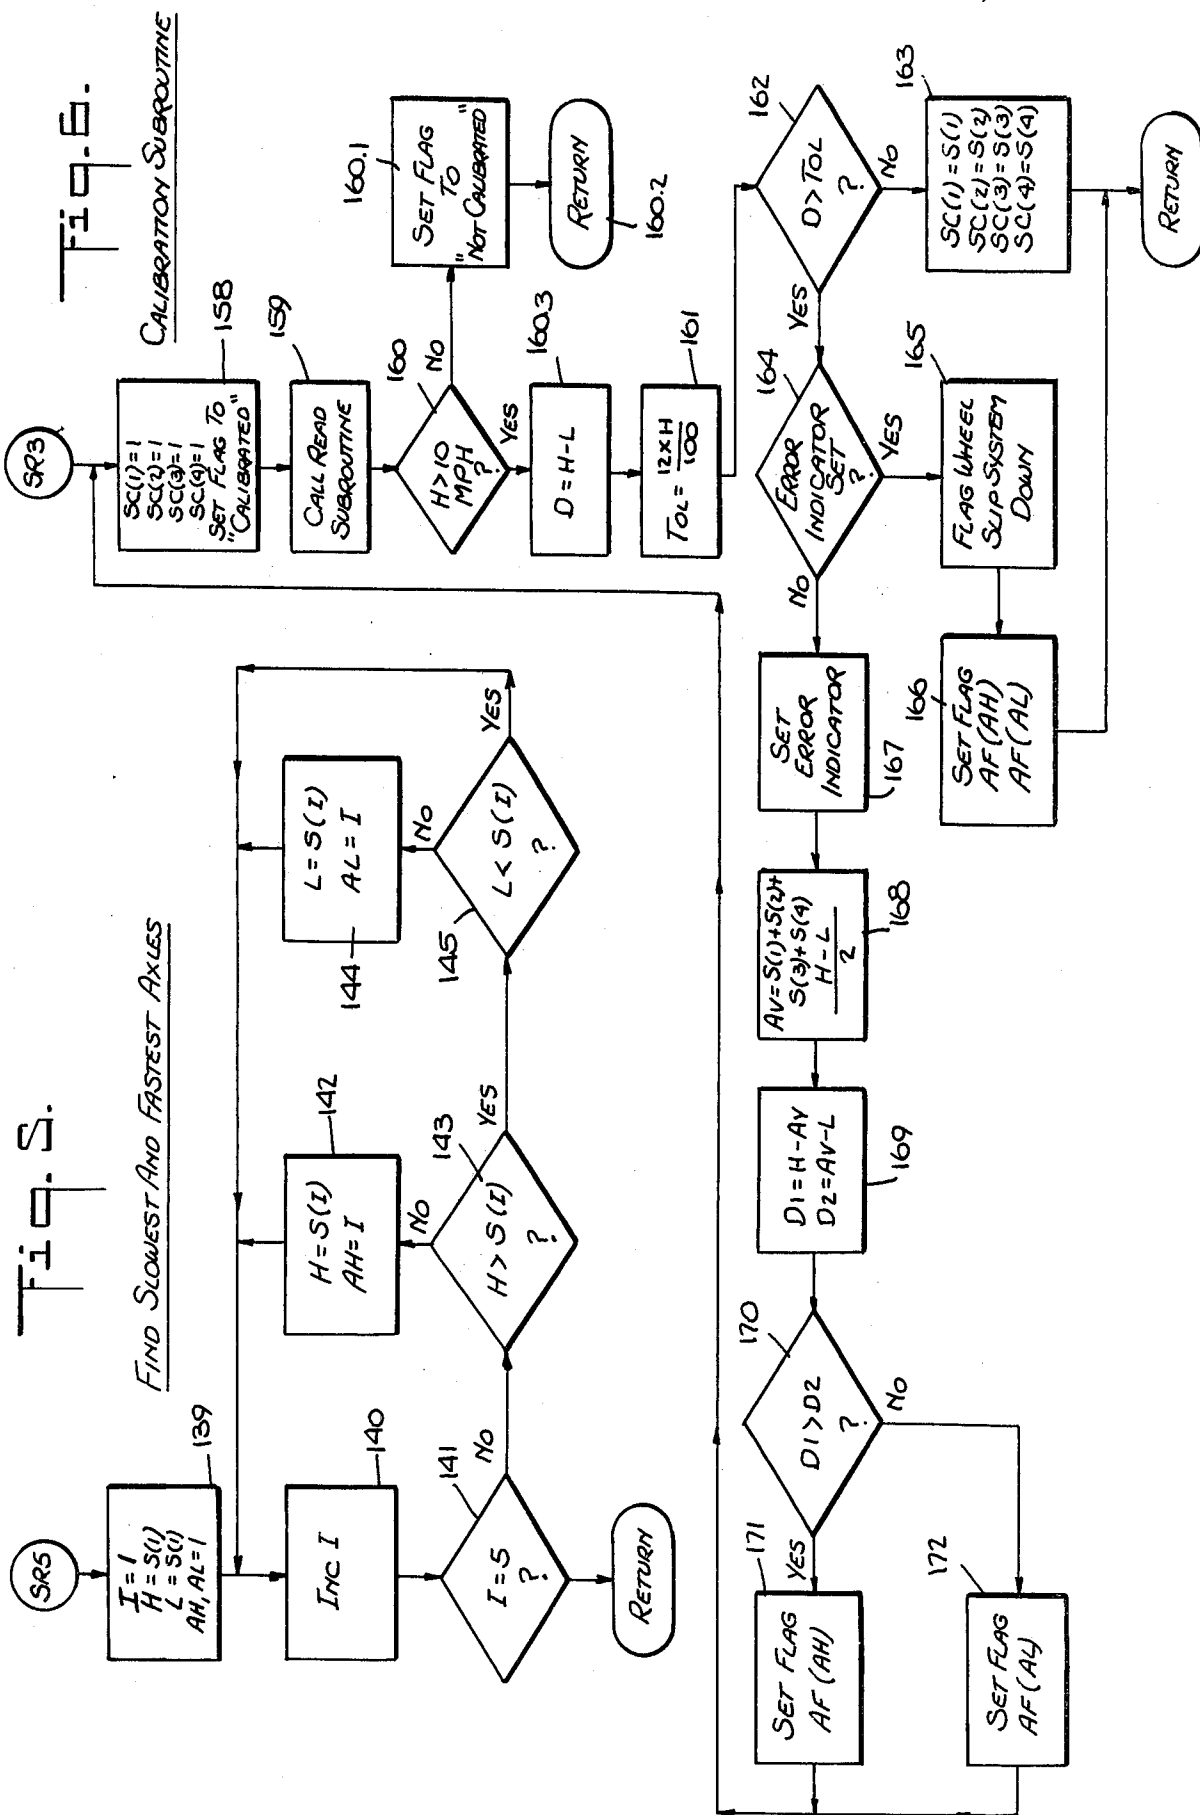 Fig. 5.
FIND SLOWEST AND FASTEST AXLES
SR5
I = 1
H = S(1)
L = S(1)
AH, AL = 1
139
INC I
140
I = 5
?
141
NO
RETURN
H > S(I)
?
143
NO
YES
H = S(I)
AH = I
142
L < S(I)
?
145
NO
YES
L = S(I)
AL = I
144
Fig. 6.
CALIBRATION SUBROUTINE
SR3
SC(1) = 1
SC(2) = 1
SC(3) = 1
SC(4) = 1
SET FLAG TO
"CALIBRATED"
158
CALL READ
SUBROUTINE
159
H > 10
MPH
?
160
NO
YES
SET FLAG
TO
"NOT CALIBRATED"
160.1
RETURN
160.2
D = H - L
160.3
TOL = 12 X H
100
161
D > TOL
?
162
NO
YES
SC(1) = S(1)
SC(2) = S(2)
SC(3) = S(3)
SC(4) = S(4)
163
RETURN
ERROR
INDICATOR
SET
?
164
YES
NO
FLAG WHEEL
SLIP SYSTEM
DOWN
165
SET FLAG
AF (AH)
AF (AL)
166
SET
ERROR
INDICATOR
167
AV = S(1) + S(2) +
S(3) + S(4)
H - L
2
168
D1 = H - AV
D2 = AV - L
169
D1 > D2
?
170
YES
NO
SET FLAG
AF (AH)
171
SET FLAG
AF (AL)
172